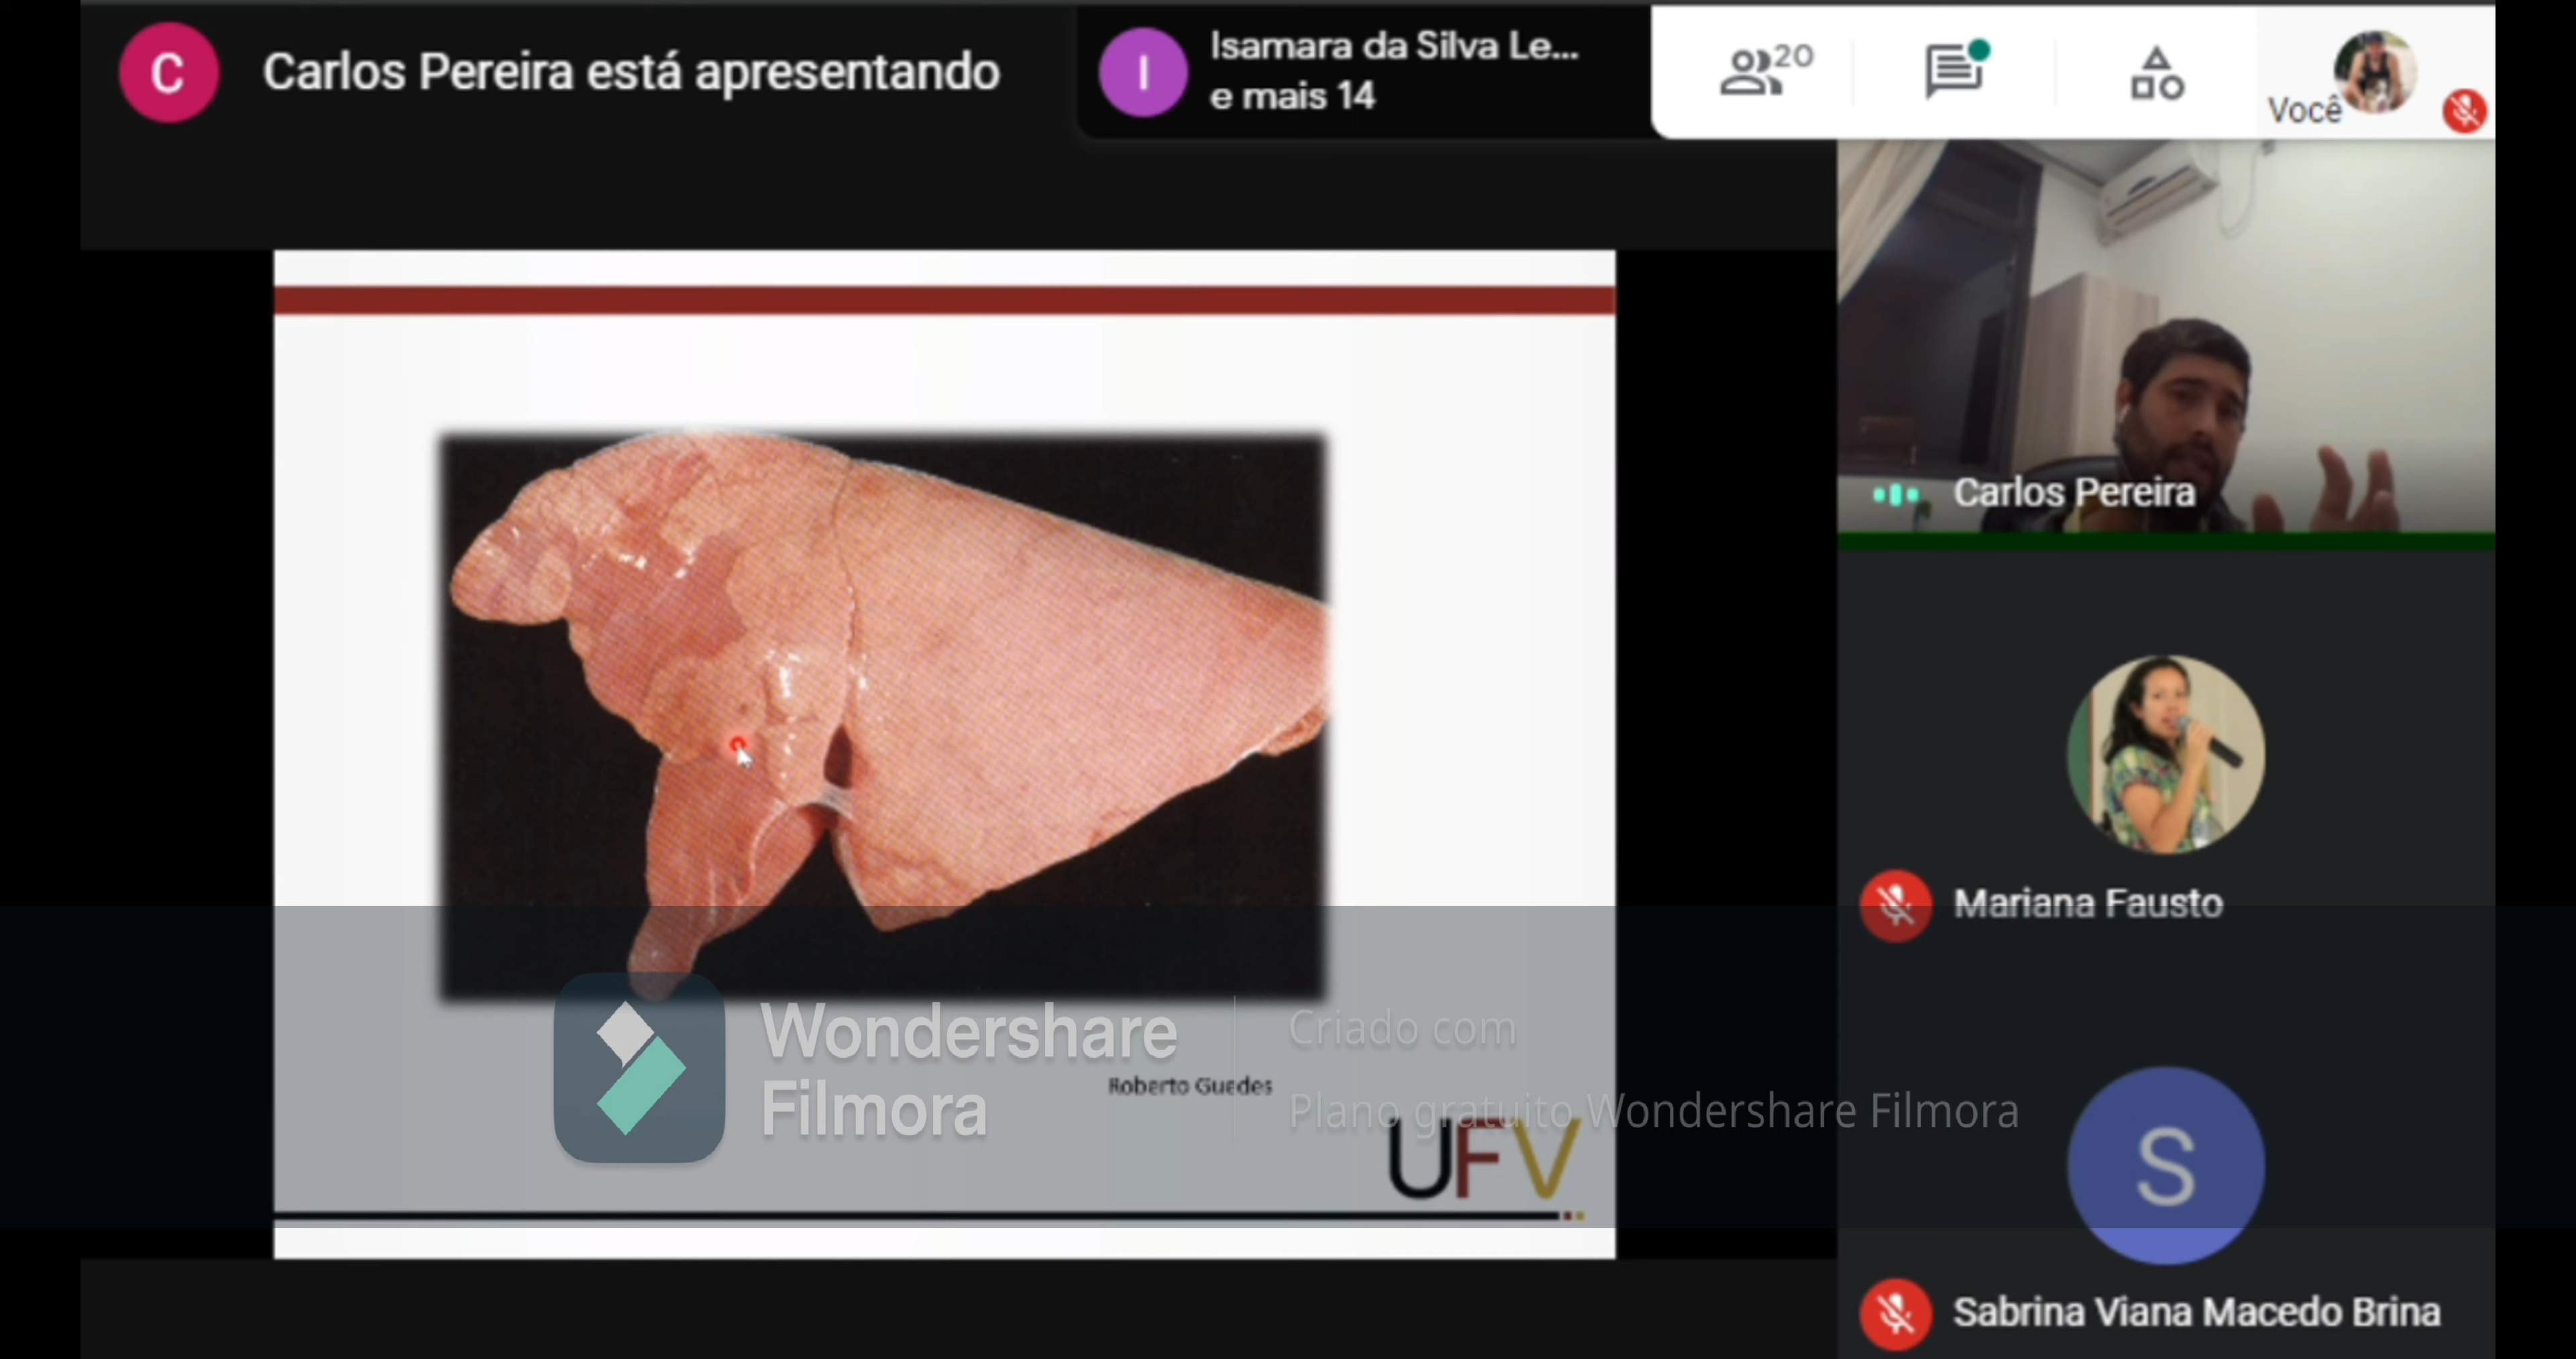 C
Carlos Pereira está apresentando
I
Isamara da Silva Le...
e mais 14
20
Você
Carlos Pereira
Mariana Fausto
Wondershare
Filmora
Criado com
Plano gratuito Wondershare Filmora
Roberto Guedes
UFV
S
Sabrina Viana Macedo Brina